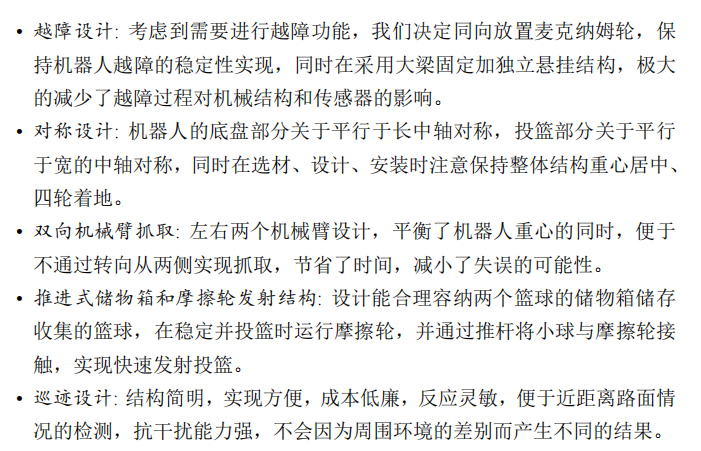 • 越障设计: 考虑到需要进行越障功能，我们决定同向放置麦克纳姆轮，保
持机器人越障的稳定性实现，同时在采用大梁固定加独立悬挂结构，极大
的减少了越障过程对机械结构和传感器的影响。
• 对称设计: 机器人的底盘部分关于平行于长中轴对称，投篮部分关于平行
于宽的中轴对称，同时在选材、设计、安装时注意保持整体结构重心居中、
四轮着地。
• 双向机械臂抓取: 左右两个机械臂设计，平衡了机器人重心的同时，便于
不通过转向从两侧实现抓取，节省了时间，减小了失误的可能性。
• 推进式储物箱和摩擦轮发射结构: 设计能合理容纳两个篮球的储物箱储存
收集的篮球，在稳定并投篮时运行摩擦轮，并通过推杆将小球与摩擦轮接
触，实现快速发射投篮。
• 巡迹设计: 结构简明，实现方便，成本低廉，反应灵敏，便于近距离路面情
况的检测，抗干扰能力强，不会因为周围环境的差别而产生不同的结果。